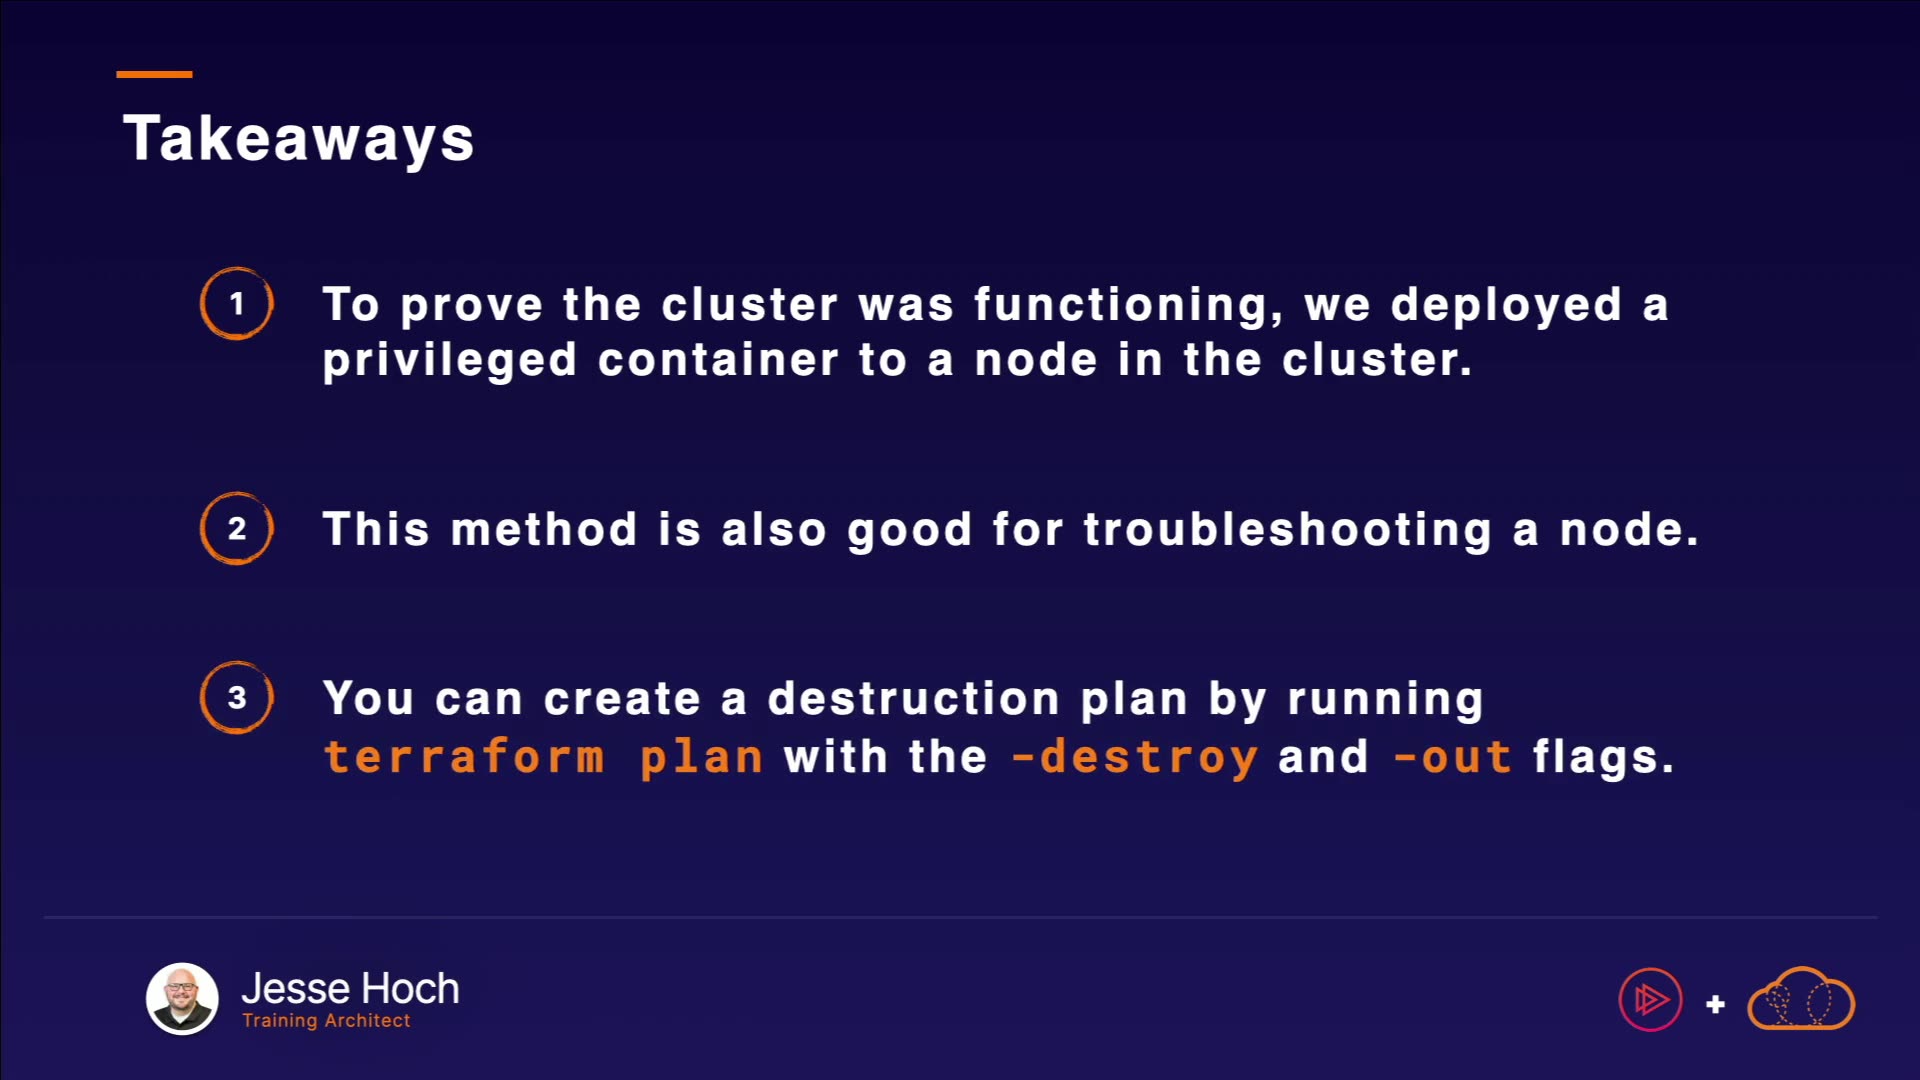 Takeaways
1
To prove the cluster was functioning, we deployed a
privileged container to a node in the cluster.
2
This method is also good for troubleshooting a node.
3
You can create a destruction plan by running
terraform plan with the -destroy and -out flags.
Jesse Hoch
Training Architect
+